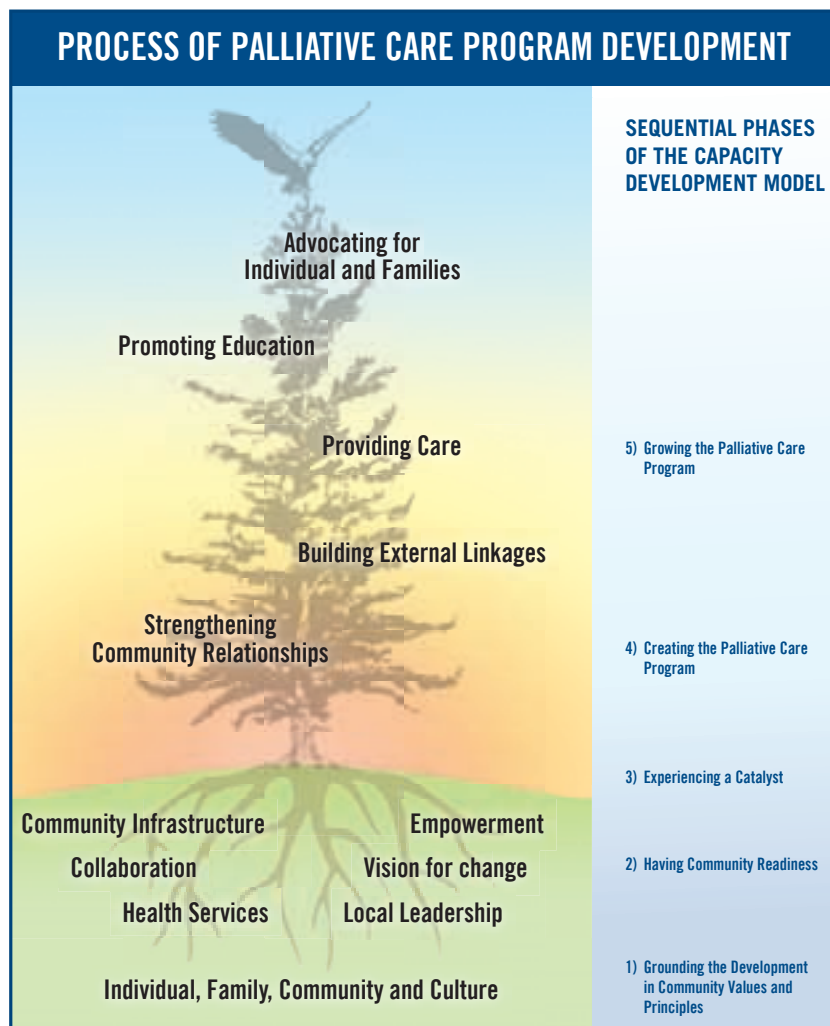 PROCESS OF PALLIATIVE CARE PROGRAM DEVELOPMENT
SEQUENTIAL PHASES
OF THE CAPACITY
DEVELOPMENT MODEL
Advocating for
Individual and Families
Promoting Education
Providing Care
5) Growing the Palliative Care
Program
Building External Linkages
Strengthening
Community Relationships
4) Creating the Palliative Care
Program
3) Experiencing a Catalyst
Community Infrastructure
Empowerment
Collaboration
Vision for change
2) Having Community Readiness
Health Services
Local Leadership
Individual, Family, Community and Culture
1) Grounding the Development
in Community Values and
Principles